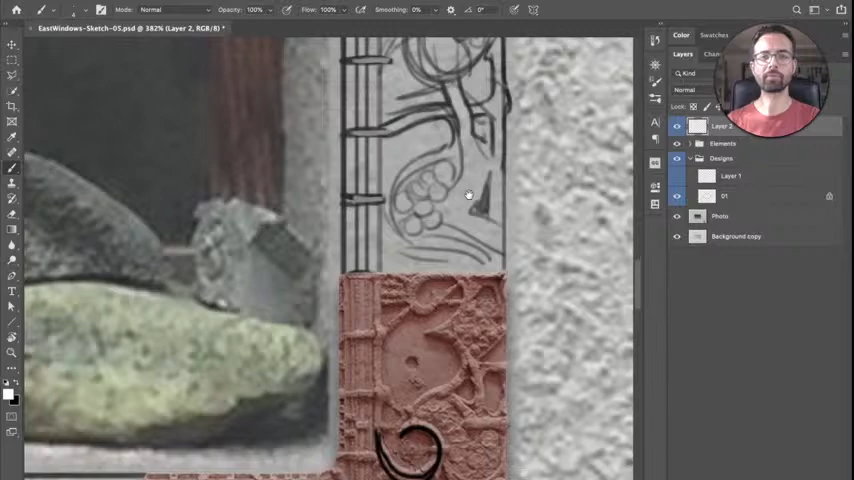 Mode: Normal Opacity: 100% Flow: 100% Smoothing: 0% 0°
EastWindows-Sketch-05.psd @ 382% (Layer 2, RGB/8) *
Color Swatches
Layers Chan
Kind
Normal
Lock:
Layer 2
Elements
Designs
Layer 1
01
Photo
Background copy